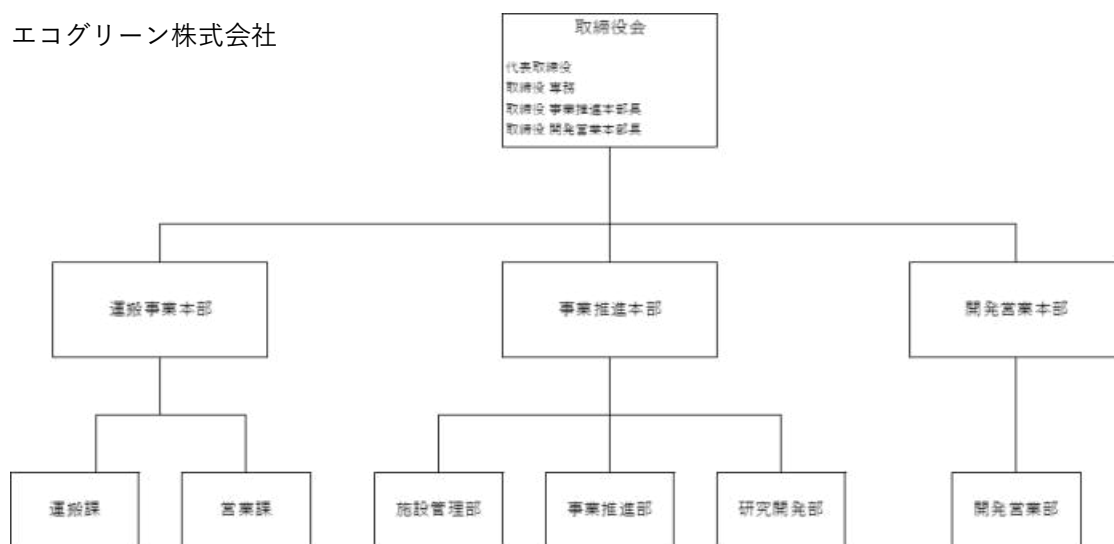 エコグリーン株式会社
取締役会
代表取締役
取締役 専務
取締役 事業推進本部長
取締役 開発営業本部長
運搬事業本部
事業推進本部
開発営業本部
運搬課
営業課
施設管理部
事業推進部
研究開発部
開発営業部